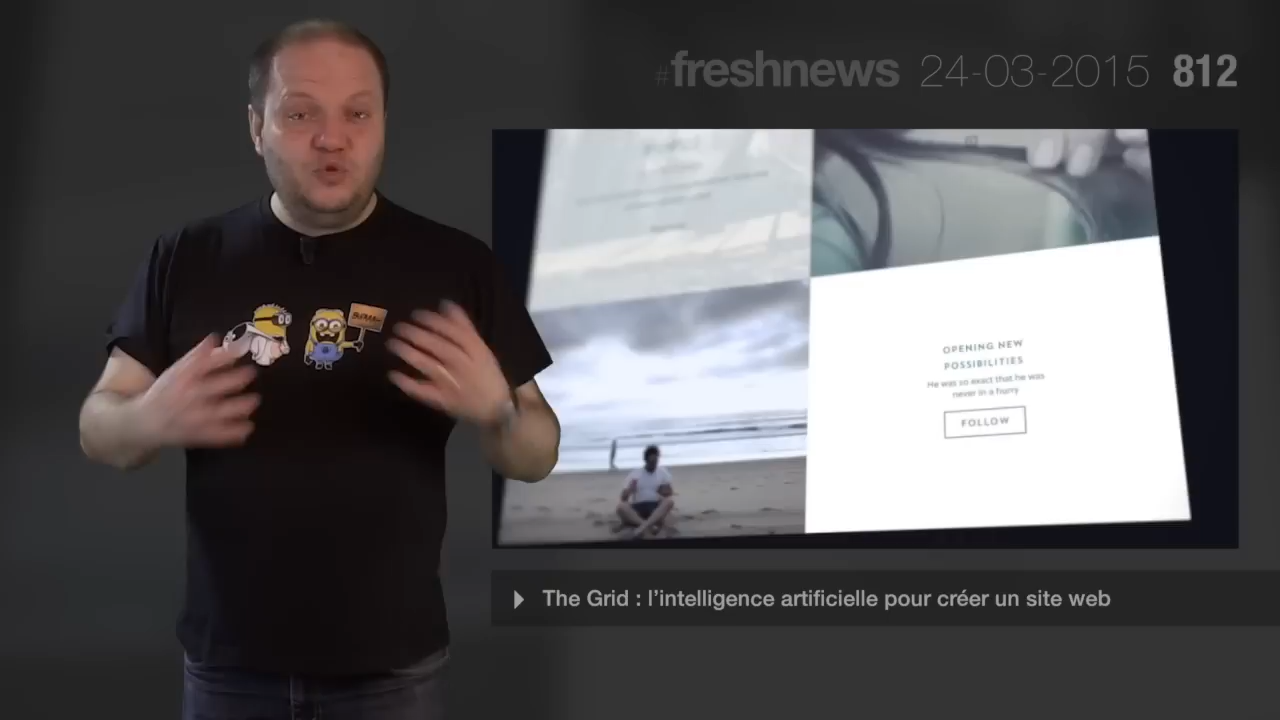 #freshnews 24-03-2015 812
OPENING NEW
POSSIBILITIES
He was so exact that he was
never in a hurry
FOLLOW
The Grid : l’intelligence artificielle pour créer un site web